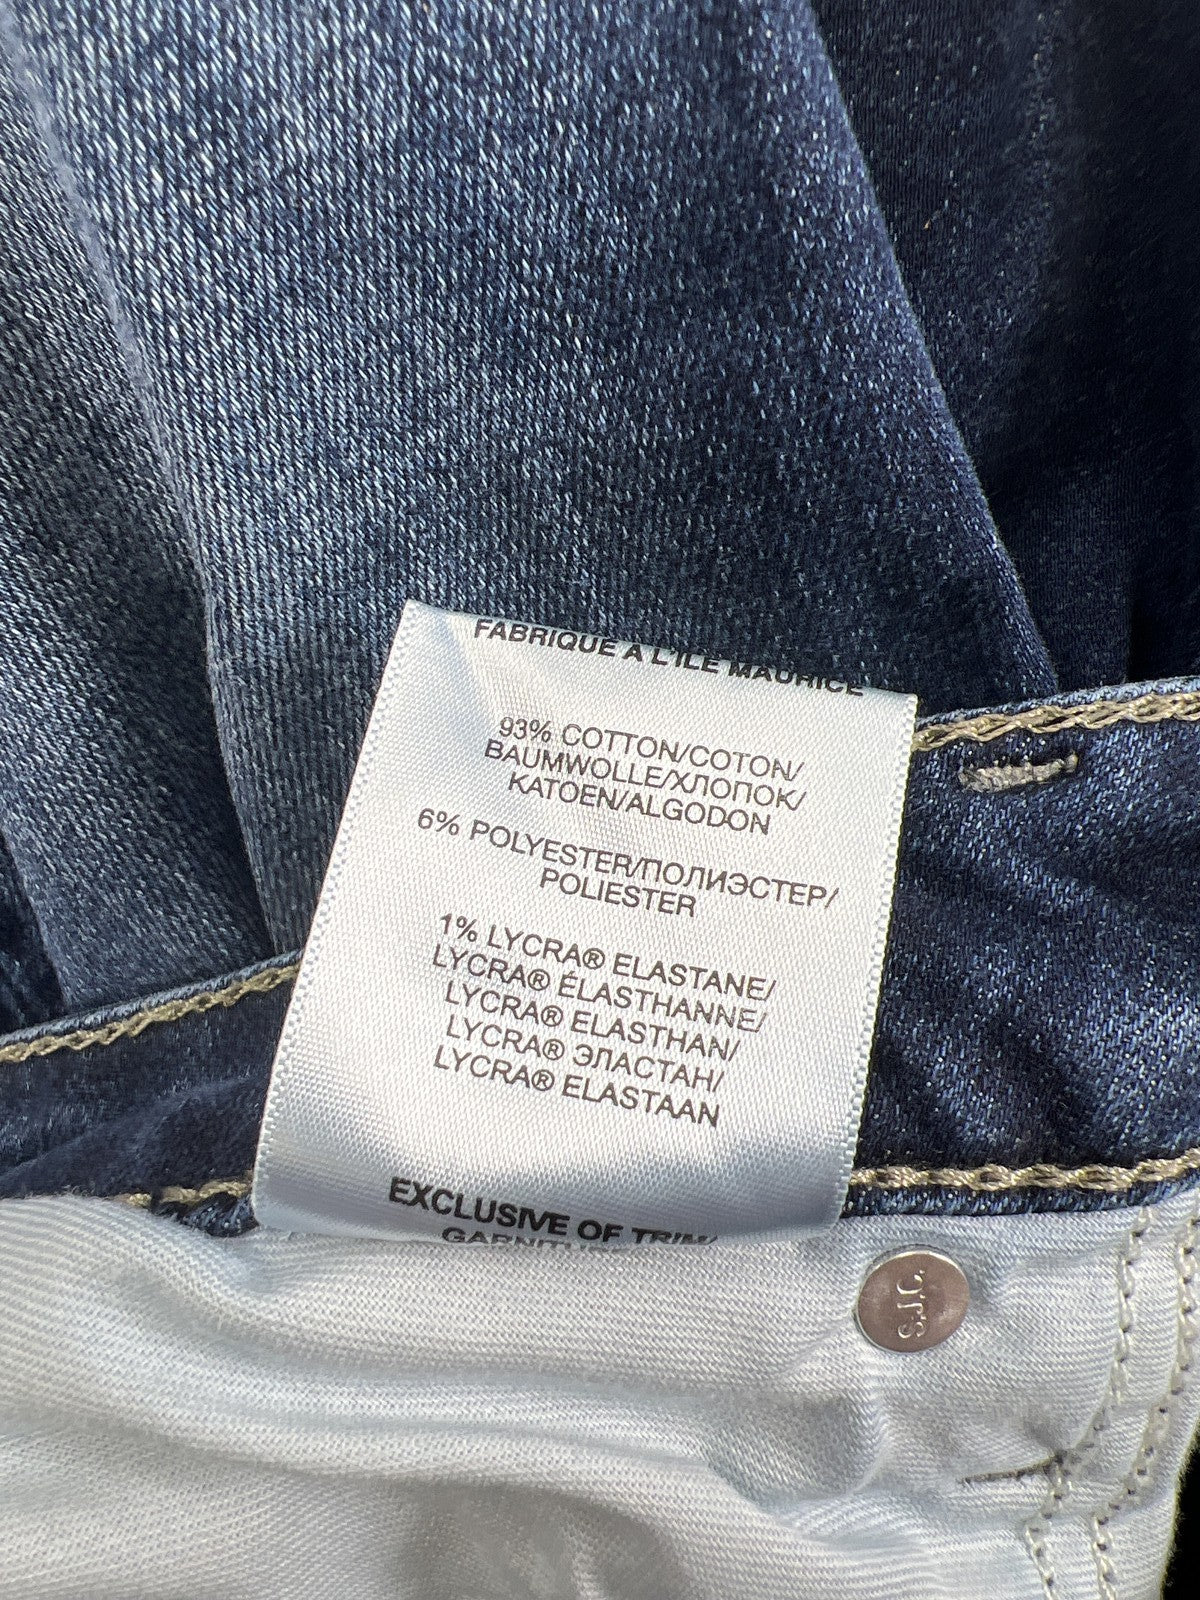 FABRIQUE A L'ILE MAURICE
93% COTTON/COTON/
BAUMWOLLE/ХЛОПОК/
KATOEN/ALGODON
6% POLYESTER/ПОЛИЭСТЕР/
POLIESTER
1% LYCRA® ELASTANE/
LYCRA® ÉLASTHANNE/
LYCRA® ELASTHAN/
LYCRA® ЭЛАСТАН/
LYCRA® ELASTAAN
EXCLUSIVE OF TRIM/
S.J.C.